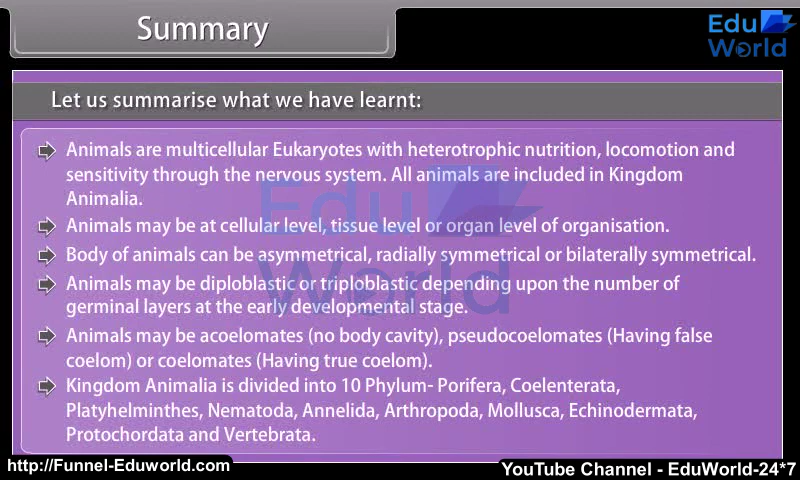 Summary
Edu
World
Let us summarise what we have learnt:
Animals are multicellular Eukaryotes with heterotrophic nutrition, locomotion and
sensitivity through the nervous system. All animals are included in Kingdom
Animalia.
Animals may be at cellular level, tissue level or organ level of organisation.
Body of animals can be asymmetrical, radially symmetrical or bilaterally symmetrical.
Animals may be diploblastic or triploblastic depending upon the number of
germinal layers at the early developmental stage.
Animals may be acoelomates (no body cavity), pseudocoelomates (Having false
coelom) or coelomates (Having true coelom).
Kingdom Animalia is divided into 10 Phylum- Porifera, Coelenterata,
Platyhelminthes, Nematoda, Annelida, Arthropoda, Mollusca, Echinodermata,
Protochordata and Vertebrata.
Edu
World
http://Funnel-Eduworld.com
YouTube Channel - EduWorld-24*7